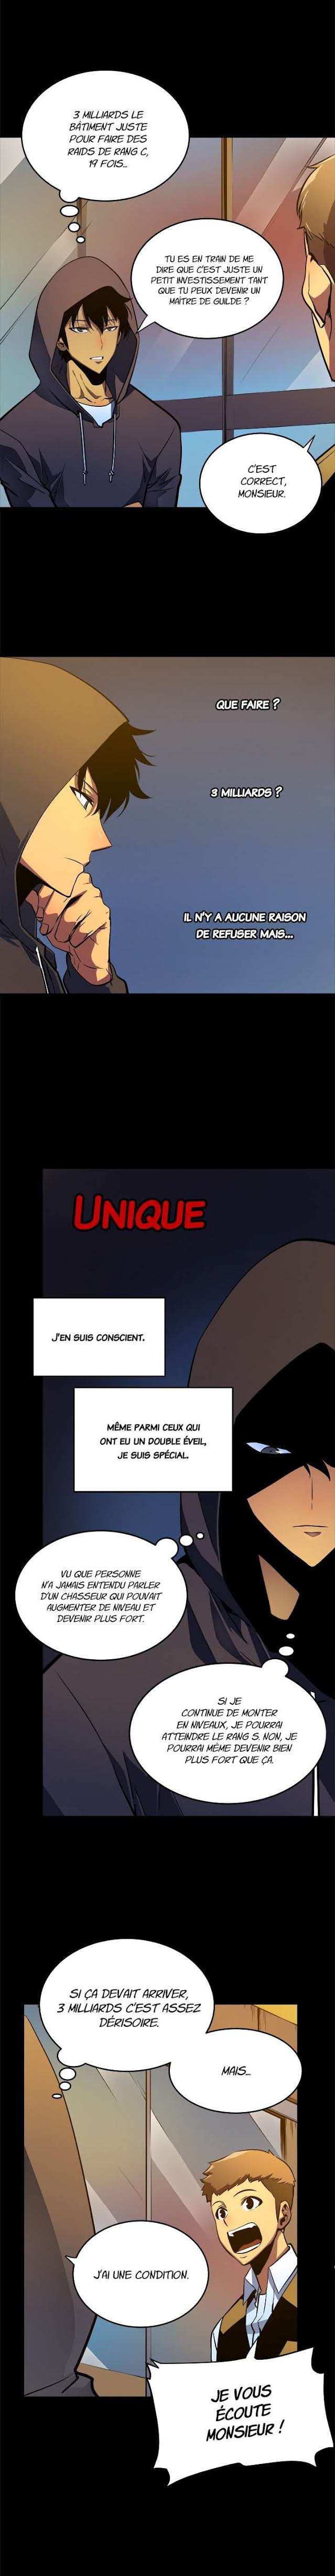 3 MILLIARDS LE
BÂTIMENT JUSTE
POUR FAIRE DES
RAIDS DE RANG C,
19 FOIS...
TU ES EN TRAIN DE ME
DIRE QUE C'EST JUSTE UN
PETIT INVESTISSEMENT TANT
QUE TU PEUX DEVENIR UN
MAÎTRE DE GUILDE ?
C'EST
CORRECT,
MONSIEUR.
QUE FAIRE ?
3 MILLIARDS ?
IL N'Y A AUCUNE RAISON
DE REFUSER MAIS...
UNIQUE
J'EN SUIS CONSCIENT.
MÊME PARMI CEUX QUI
ONT EU UN DOUBLE ÉVEIL,
JE SUIS SPÉCIAL.
VU QUE PERSONNE
N'A JAMAIS ENTENDU PARLER
D'UN CHASSEUR QUI POUVAIT
AUGMENTER DE NIVEAU ET
DEVENIR PLUS FORT.
SI JE
CONTINUE DE MONTER
EN NIVEAUX, JE POURRAI
ATTEINDRE LE RANG S. NON, JE
POURRAI MÊME DEVENIR BIEN
PLUS FORT QUE ÇA.
SI ÇA DEVAIT ARRIVER,
3 MILLIARDS C'EST ASSEZ
DÉRISOIRE.
MAIS...
J'AI UNE CONDITION.
JE VOUS
ÉCOUTE
MONSIEUR !